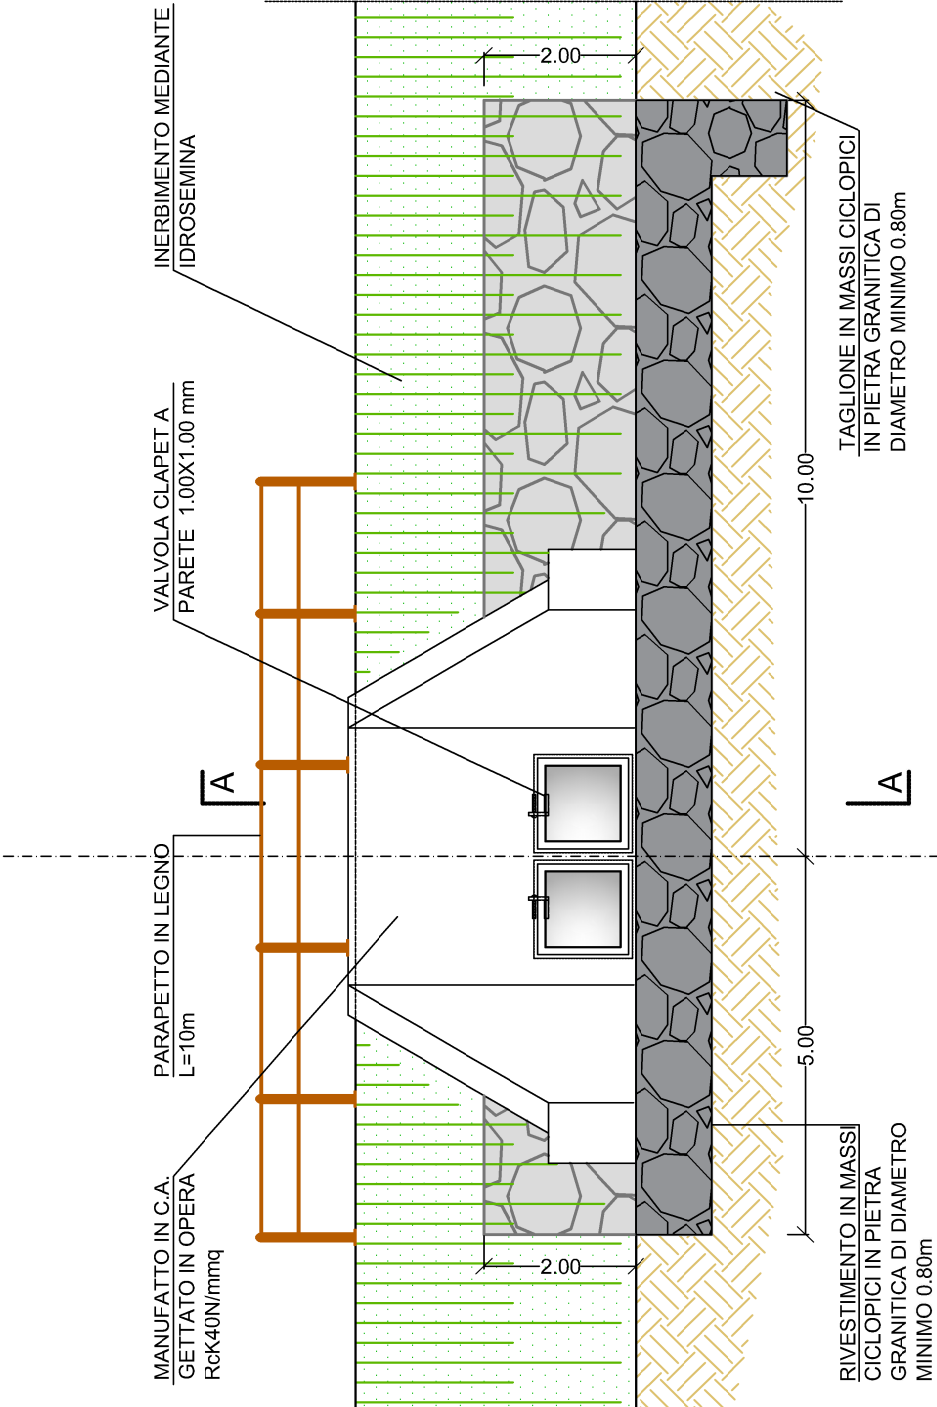 INERBIMENTO MEDIANTE
IDROSEMINA
VALVOLA CLAPET A
PARETE 1.00X1.00 mm
PARAPETTO IN LEGNO
L=10m
MANUFATTO IN C.A.
GETTATO IN OPERA
RcK40N/mmq
A
A
2.00
2.00
10.00
5.00
TAGLIONE IN MASSI CICLOPICI
IN PIETRA GRANITICA DI
DIAMETRO MINIMO 0.80m
RIVESTIMENTO IN MASSI
CICLOPICI IN PIETRA
GRANITICA DI DIAMETRO
MINIMO 0.80m